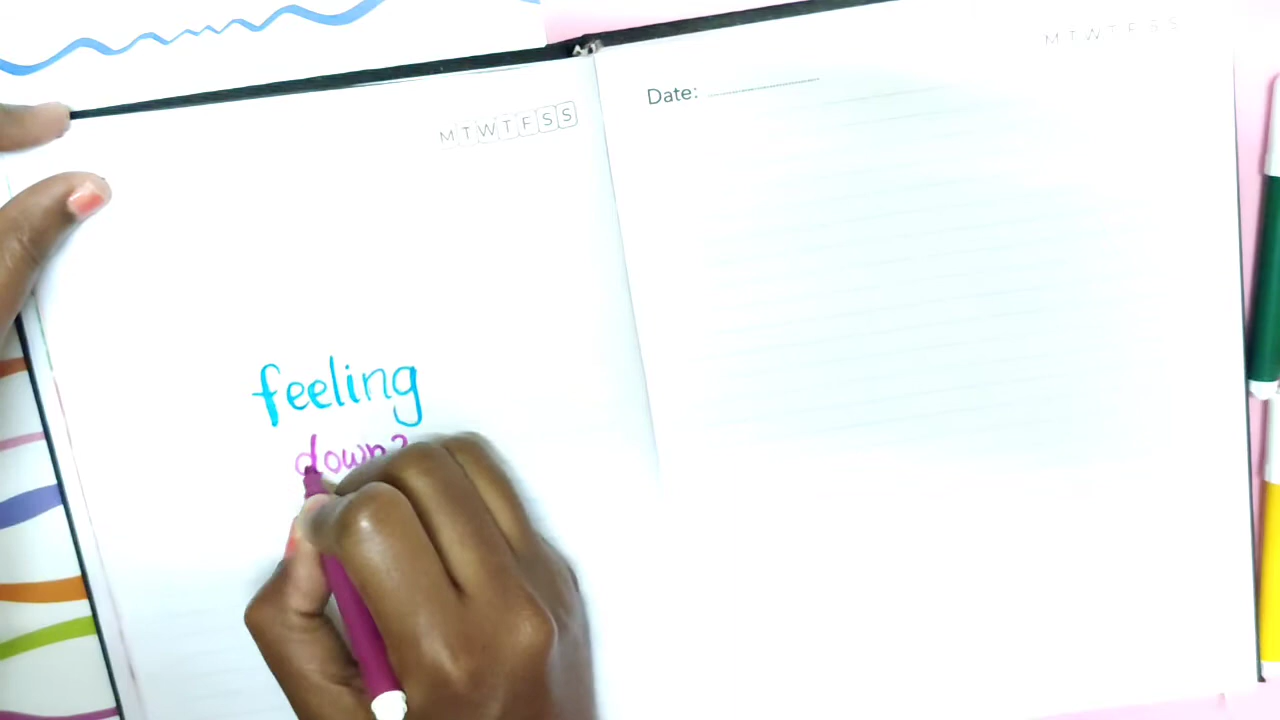 M T W T F S S
feeling
down?
M T W T F S S
Date: